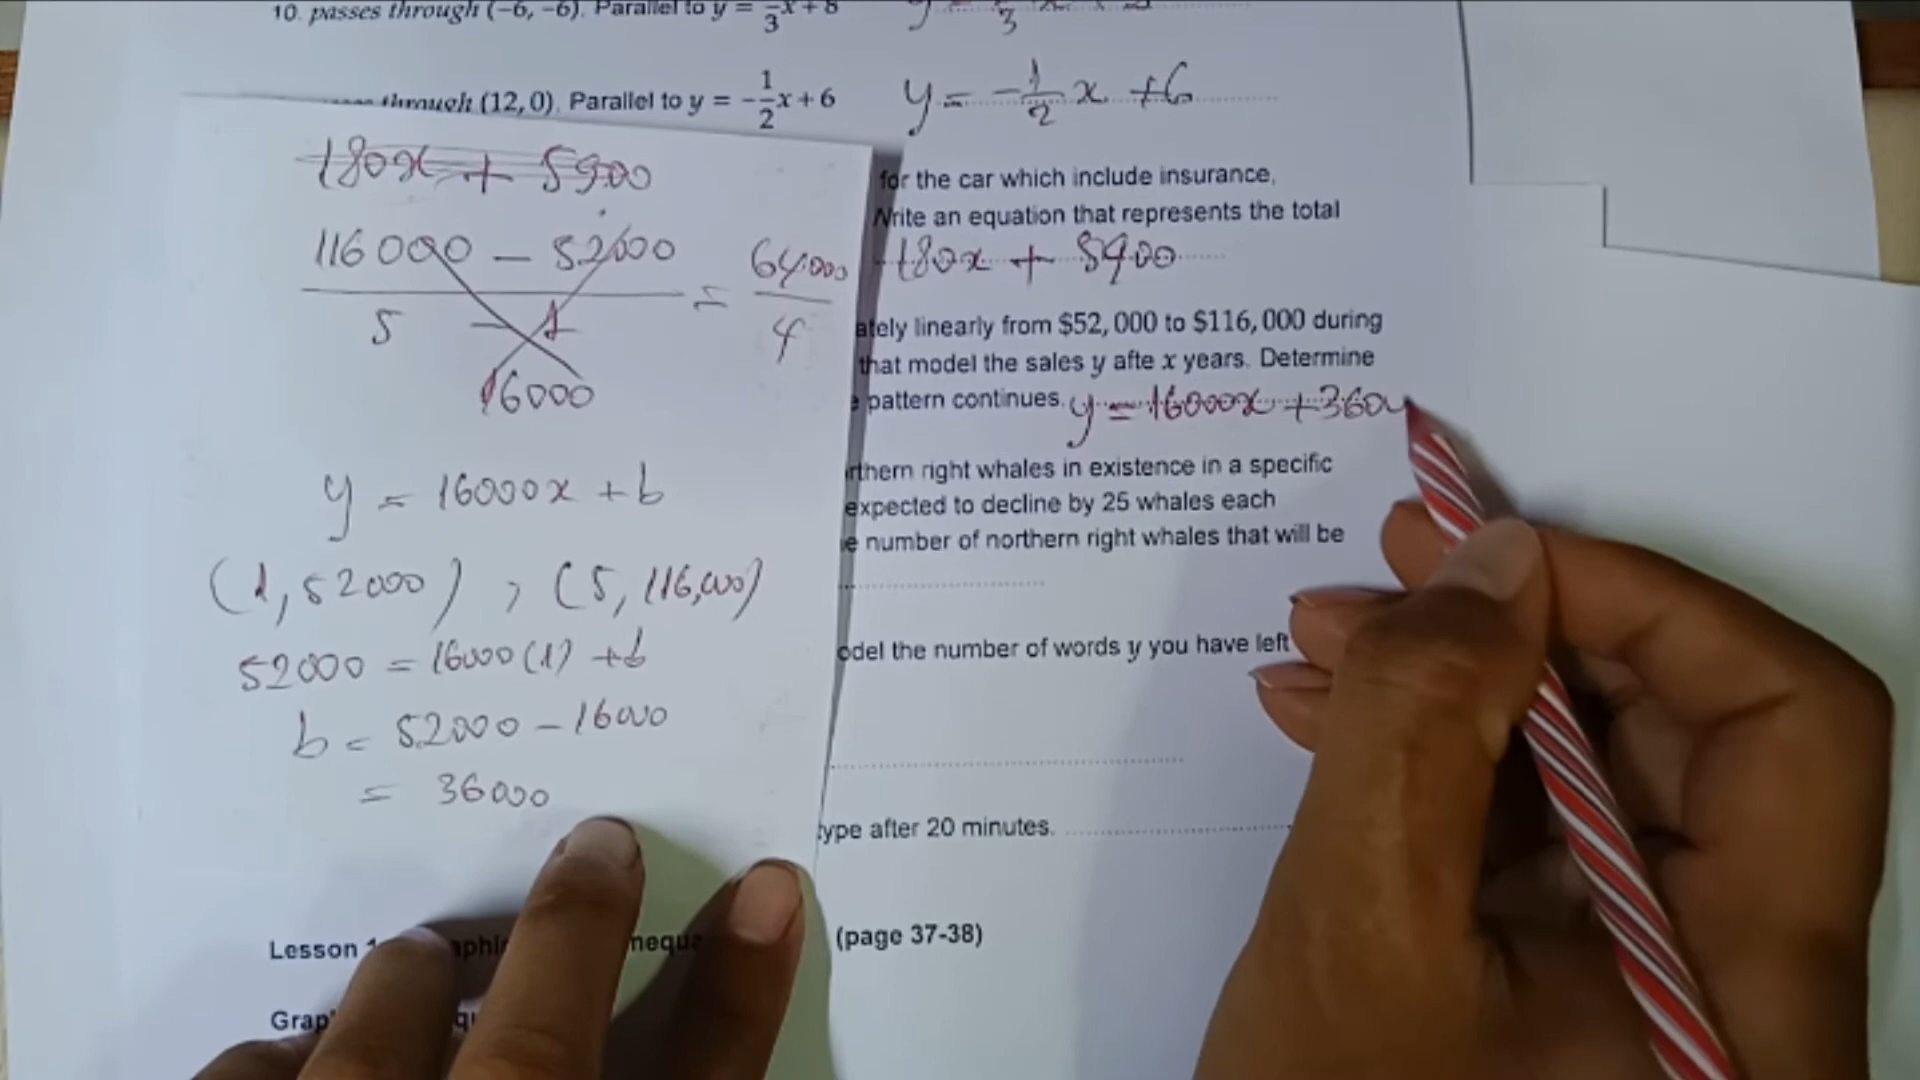 10. passes through (−6, −6). Parallel to y = x + 8
3
through (12, 0). Parallel to y = −1/2x + 6
y = −1/2 x + 6
180x + 5900
for the car which include insurance,
Write an equation that represents the total
180x + 5900
116000 − 52000 = 64000
5 − 1
4
16000
ately linearly from $52,000 to $116,000 during
that model the sales y afte x years. Determine
pattern continues. y = 16000x + 360
y = 16000x + b
rthern right whales in existence in a specific
expected to decline by 25 whales each
e number of northern right whales that will be
(1, 52000) , (5, 116,000)
52000 = 16000 (1) + b
odel the number of words y you have left
b = 52000 − 16000
= 36000
type after 20 minutes.
Lesson 1 (page 37-38)
Grap